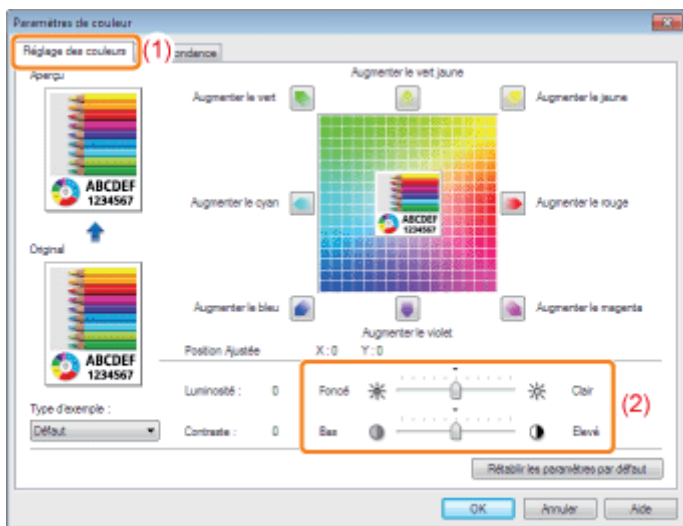 Paramètres de couleur
Réglage des couleurs
(1)
ondance
Aperçu
ABCDEF
1234567
Original
ABCDEF
1234567
Type d'exemple :
Défaut
Augmenter le vert jaune
Augmenter le vert
Augmenter le jaune
Augmenter le cyan
ABCDEF
1234567
Augmenter le rouge
Augmenter le bleu
Augmenter le magenta
Augmenter le violet
Position Ajustée X : 0 Y : 0
Luminosité : 0 Foncé Clair
(2)
Contraste : 0 Bas Elevé
Rétablir les paramètres par défaut
OK Annuler Aide